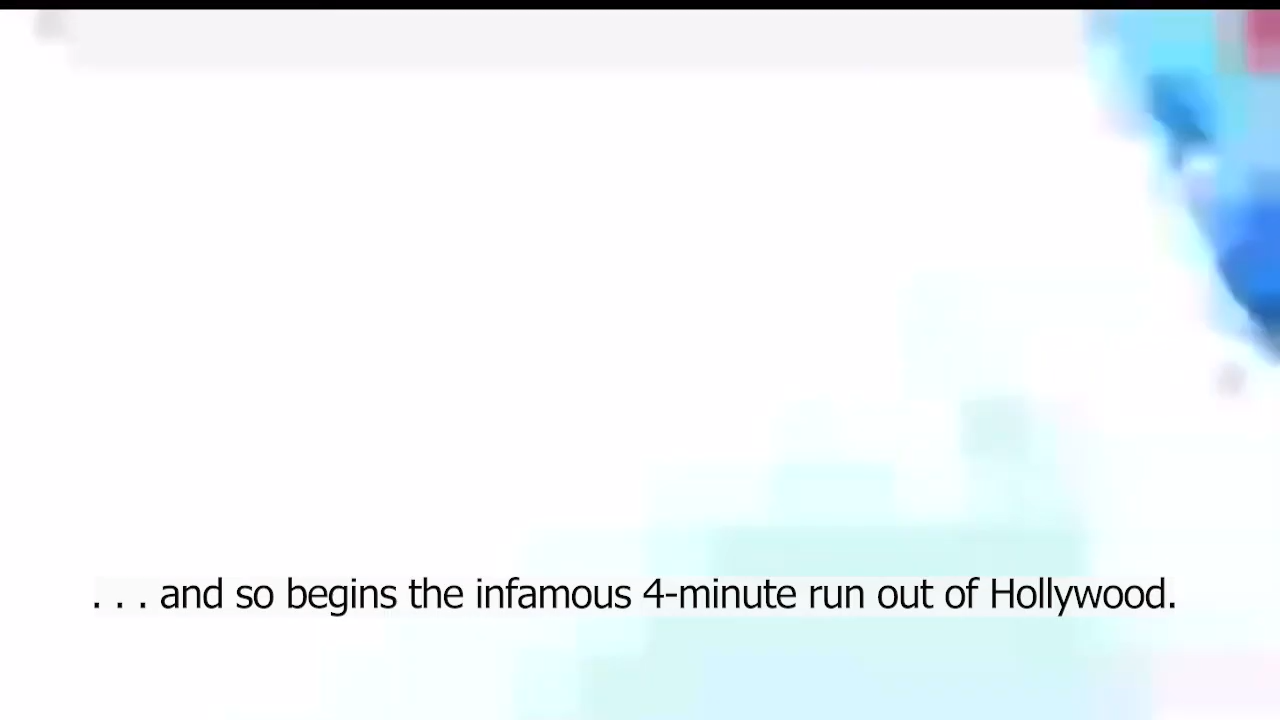 . . . and so begins the infamous 4-minute run out of Hollywood.